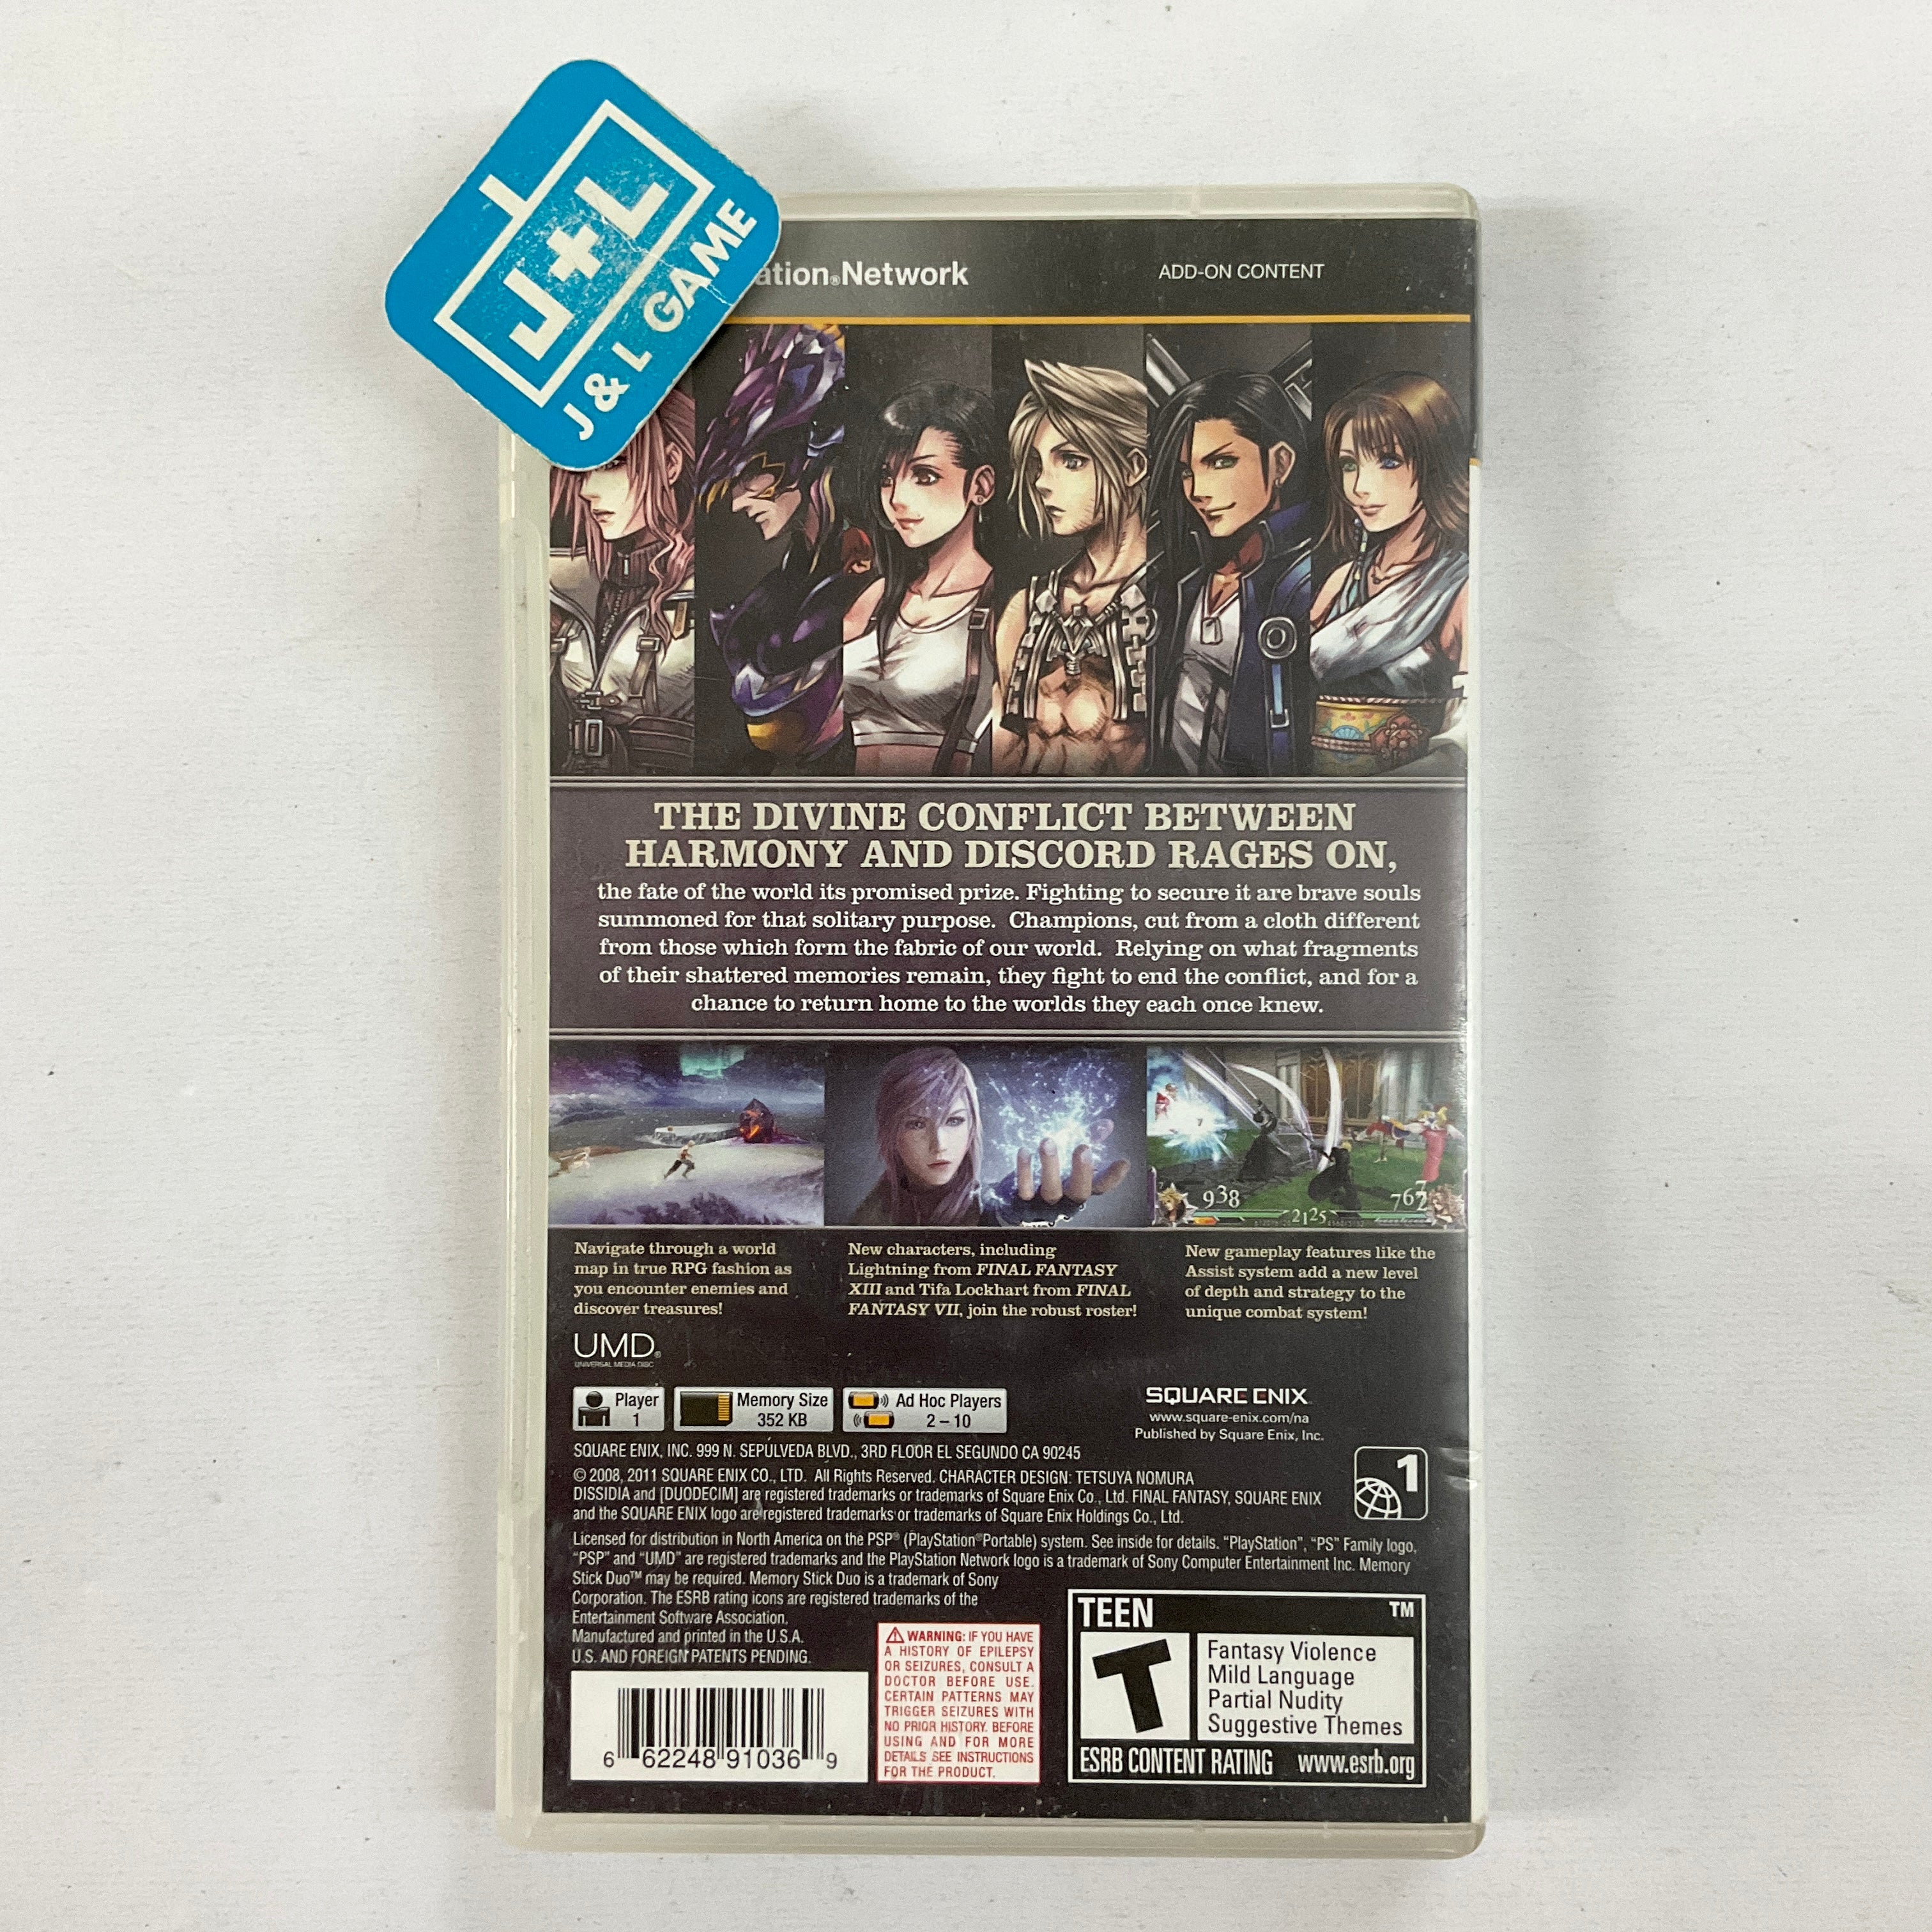 J+L
J & L GAME
ation®Network
ADD-ON CONTENT
THE DIVINE CONFLICT BETWEEN
HARMONY AND DISCORD RAGES ON,
the fate of the world its promised prize. Fighting to secure it are brave souls
summoned for that solitary purpose. Champions, cut from a cloth different
from those which form the fabric of our world. Relying on what fragments
of their shattered memories remain, they fight to end the conflict, and for a
chance to return home to the worlds they each once knew.
7
938
2125
767
Navigate through a world
map in true RPG fashion as
you encounter enemies and
discover treasures!
New characters, including
Lightning from FINAL FANTASY
XIII and Tifa Lockhart from FINAL
FANTASY VII, join the robust roster!
New gameplay features like the
Assist system add a new level
of depth and strategy to the
unique combat system!
UMD®
UNIVERSAL MEDIA DISC
Player
1
Memory Size
352 KB
Ad Hoc Players
2 – 10
SQUARE ENIX
www.square-enix.com/na
Published by Square Enix, Inc.
SQUARE ENIX, INC. 999 N. SEPULVEDA BLVD., 3RD FLOOR EL SEGUNDO CA 90245
© 2008, 2011 SQUARE ENIX CO., LTD. All Rights Reserved. CHARACTER DESIGN: TETSUYA NOMURA
DISSIDIA and [DUODECIM] are registered trademarks or trademarks of Square Enix Co., Ltd. FINAL FANTASY, SQUARE ENIX
and the SQUARE ENIX logo are registered trademarks or trademarks of Square Enix Holdings Co., Ltd.
1
Licensed for distribution in North America on the PSP® (PlayStation®Portable) system. See inside for details. “PlayStation”, “PS” Family logo,
“PSP” and “UMD” are registered trademarks and the PlayStation Network logo is a trademark of Sony Computer Entertainment Inc. Memory
Stick Duo™ may be required. Memory Stick Duo is a trademark of Sony
Corporation. The ESRB rating icons are registered trademarks of the
Entertainment Software Association.
Manufactured and printed in the U.S.A.
U.S. AND FOREIGN PATENTS PENDING.
6 62248 91036 9
WARNING: IF YOU HAVE
A HISTORY OF EPILEPSY
OR SEIZURES, CONSULT A
DOCTOR BEFORE USE.
CERTAIN PATTERNS MAY
TRIGGER SEIZURES WITH
NO PRIOR HISTORY. BEFORE
USING AND FOR MORE
DETAILS SEE INSTRUCTIONS
FOR THE PRODUCT.
TEEN TM
T
Fantasy Violence
Mild Language
Partial Nudity
Suggestive Themes
ESRB CONTENT RATING www.esrb.org